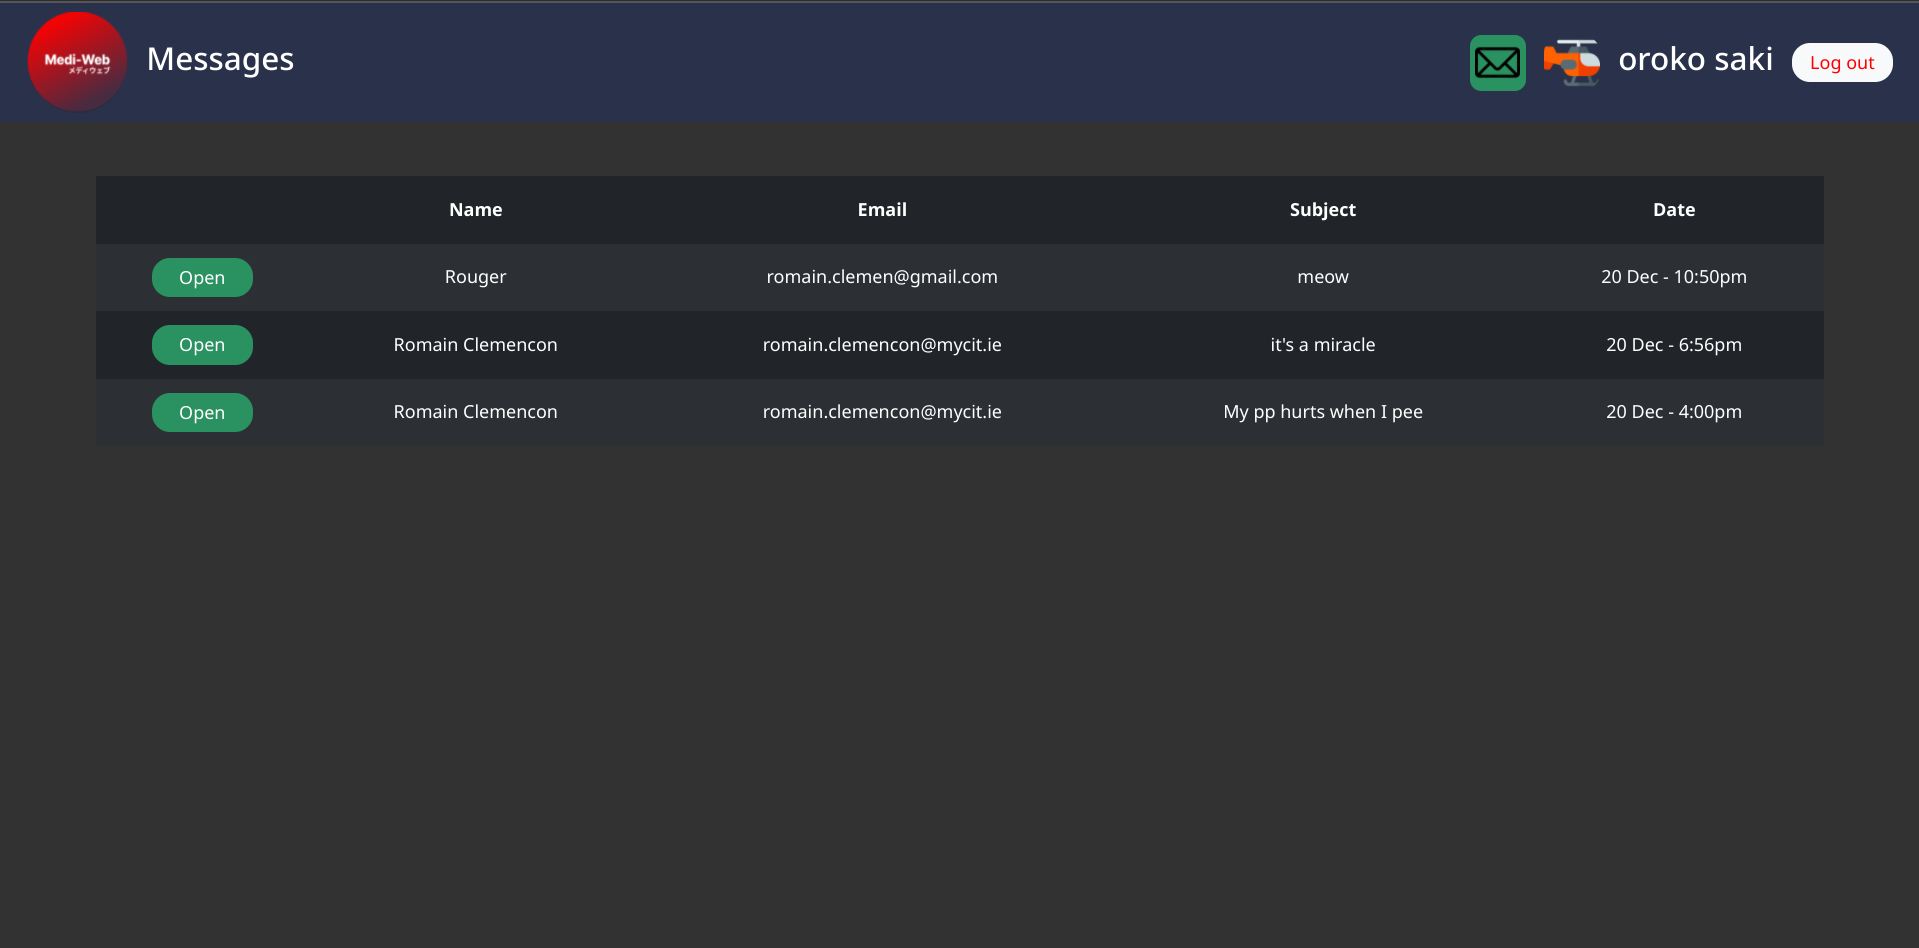 Medi-Web
メディウェブ
Messages
oroko saki
Log out
Name Email Subject Date
Open Rouger romain.clemen@gmail.com meow 20 Dec - 10:50pm
Open Romain Clemencon romain.clemencon@mycit.ie it's a miracle 20 Dec - 6:56pm
Open Romain Clemencon romain.clemencon@mycit.ie My pp hurts when I pee 20 Dec - 4:00pm